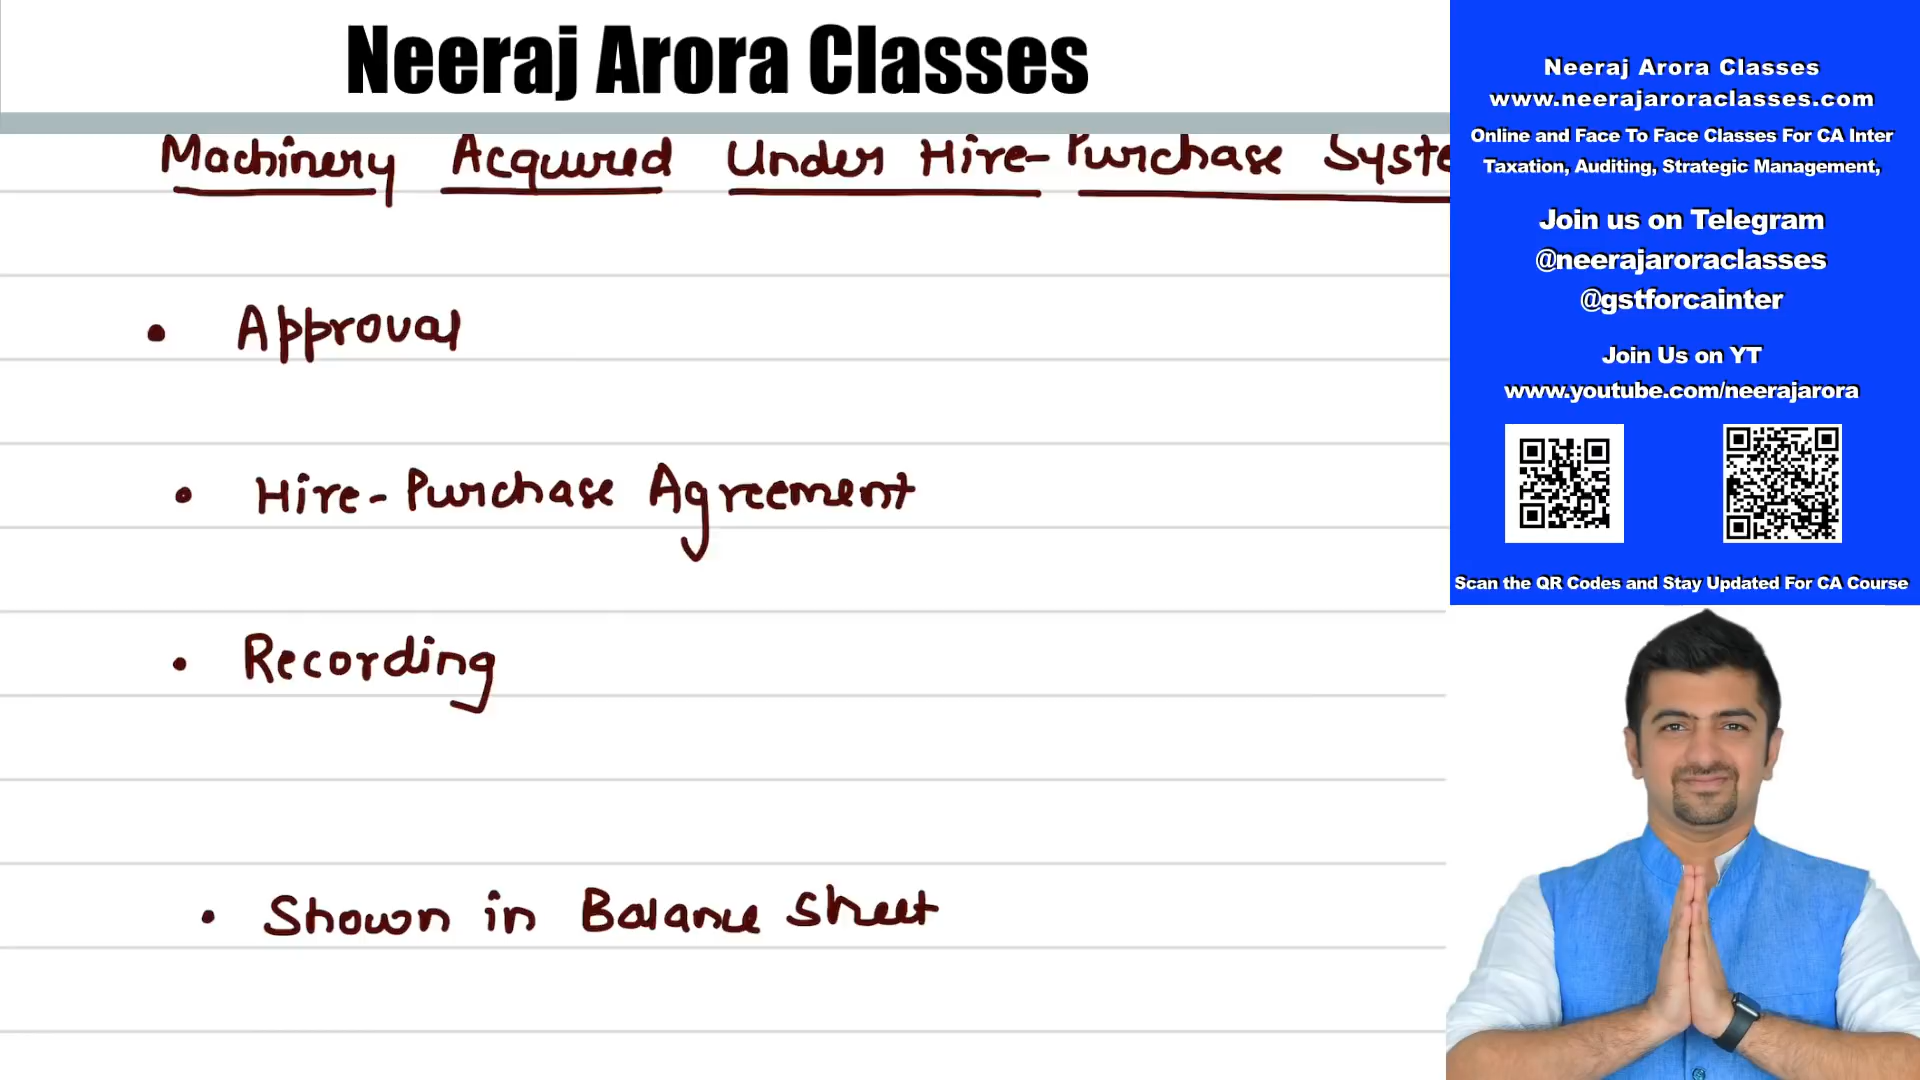 Neeraj Arora Classes
Machinery Acquired Under Hire-Purchase Syste
• Approval
• Hire-Purchase Agreement
• Recording
• Shown in Balance Sheet
Neeraj Arora Classes
www.neerajaroraclasses.com
Online and Face To Face Classes For CA Inter
Taxation, Auditing, Strategic Management,
Join us on Telegram
@neerajaroraclasses
@gstforcainter
Join Us on YT
www.youtube.com/neerajarora
Scan the QR Codes and Stay Updated For CA Course